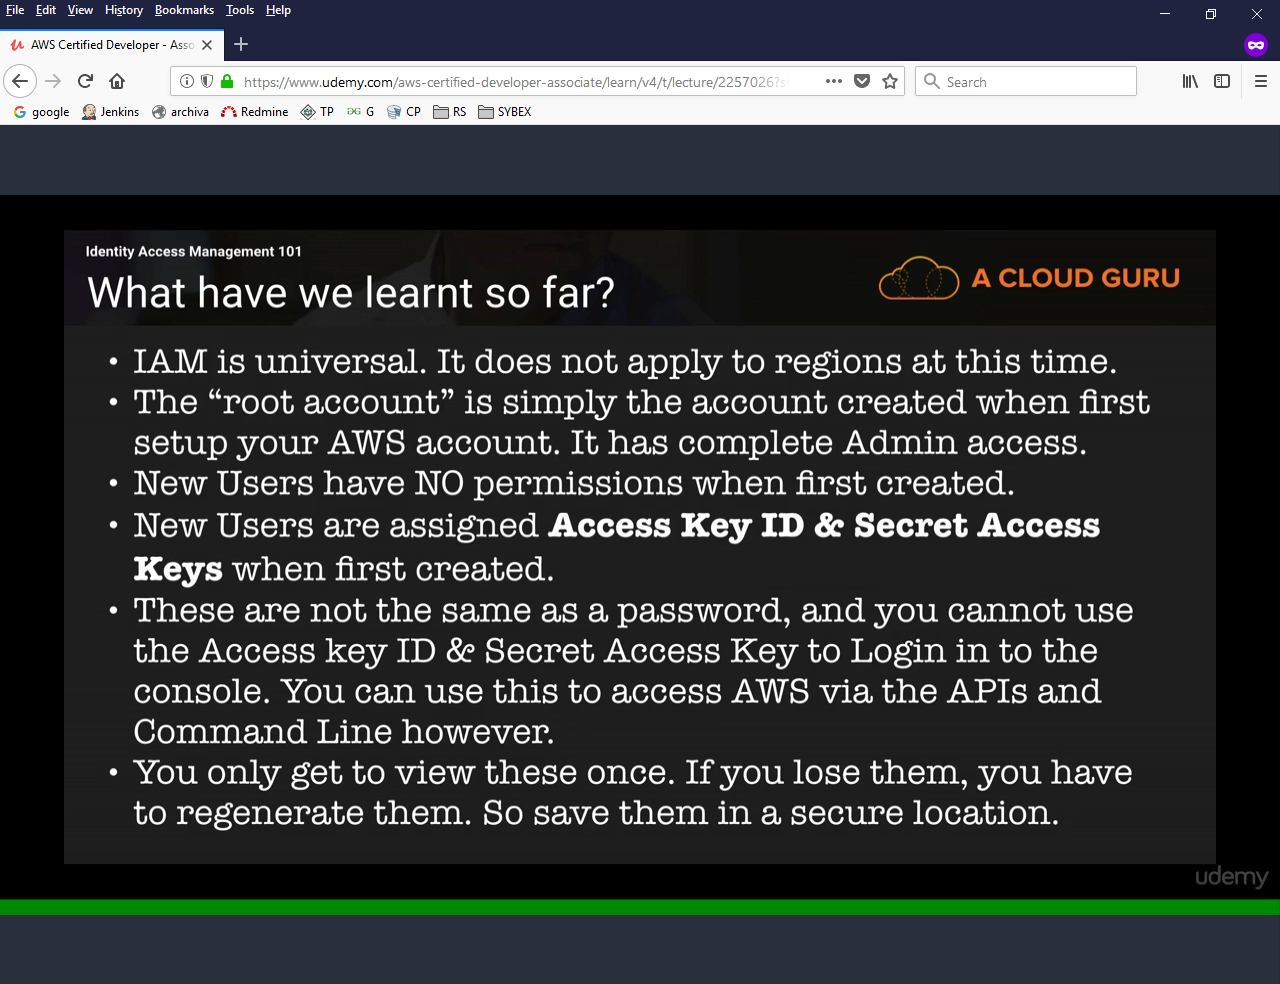 File Edit View History Bookmarks Tools Help
AWS Certified Developer - Asso
https://www.udemy.com/aws-certified-developer-associate/learn/v4/t/lecture/2257026?s
Search
google Jenkins archiva Redmine TP G CP RS SYBEX
Identity Access Management 101
What have we learnt so far?
A CLOUD GURU
• IAM is universal. It does not apply to regions at this time.
• The “root account” is simply the account created when first
setup your AWS account. It has complete Admin access.
• New Users have NO permissions when first created.
• New Users are assigned Access Key ID & Secret Access
Keys when first created.
• These are not the same as a password, and you cannot use
the Access key ID & Secret Access Key to Login in to the
console. You can use this to access AWS via the APIs and
Command Line however.
• You only get to view these once. If you lose them, you have
to regenerate them. So save them in a secure location.
udemy